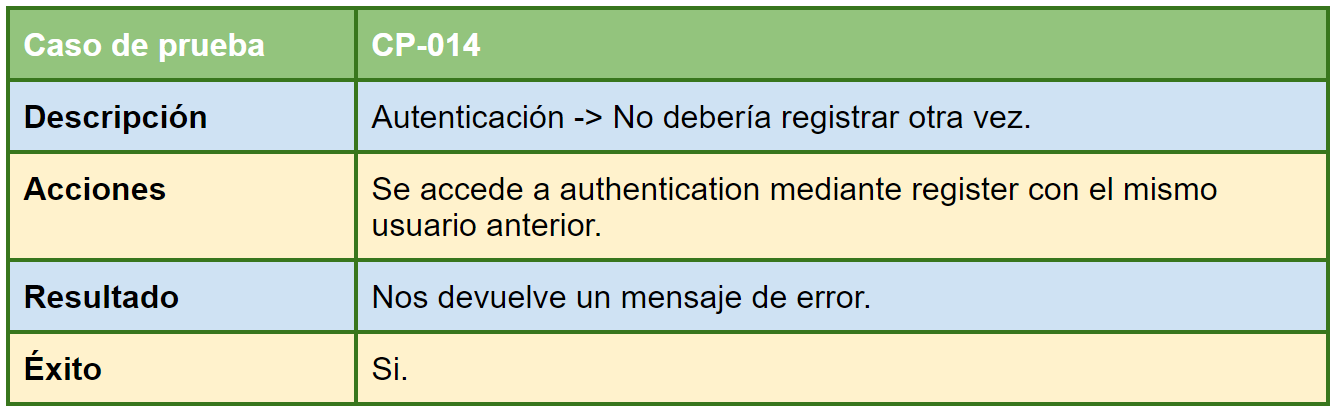 Caso de prueba CP-014
Descripción Autenticación -> No debería registrar otra vez.
Acciones Se accede a authentication mediante register con el mismo
usuario anterior.
Resultado Nos devuelve un mensaje de error.
Éxito Si.